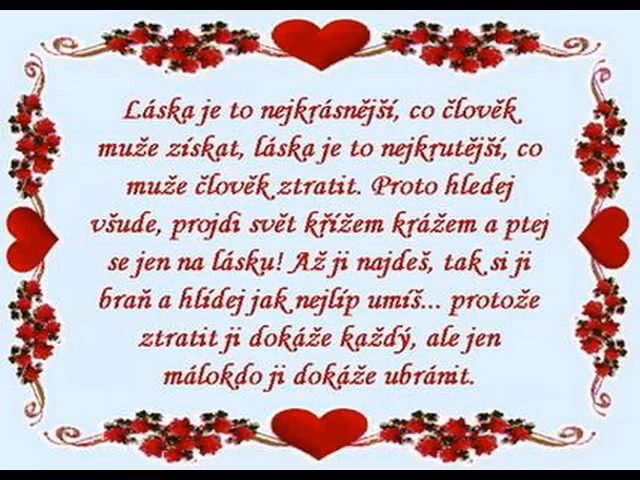 Láska je to nejkrásnější, co člověk
muže získat, láska je to nejkrutější, co
muže člověk ztratit. Proto hledej
všude, projdi svět křížem krážem a ptej
se jen na lásku! Až ji najdeš, tak si ji
braň a hlídej jak nejlíp umíš... protože
ztratit ji dokáže každý, ale jen
málokdo ji dokáže ubránit.